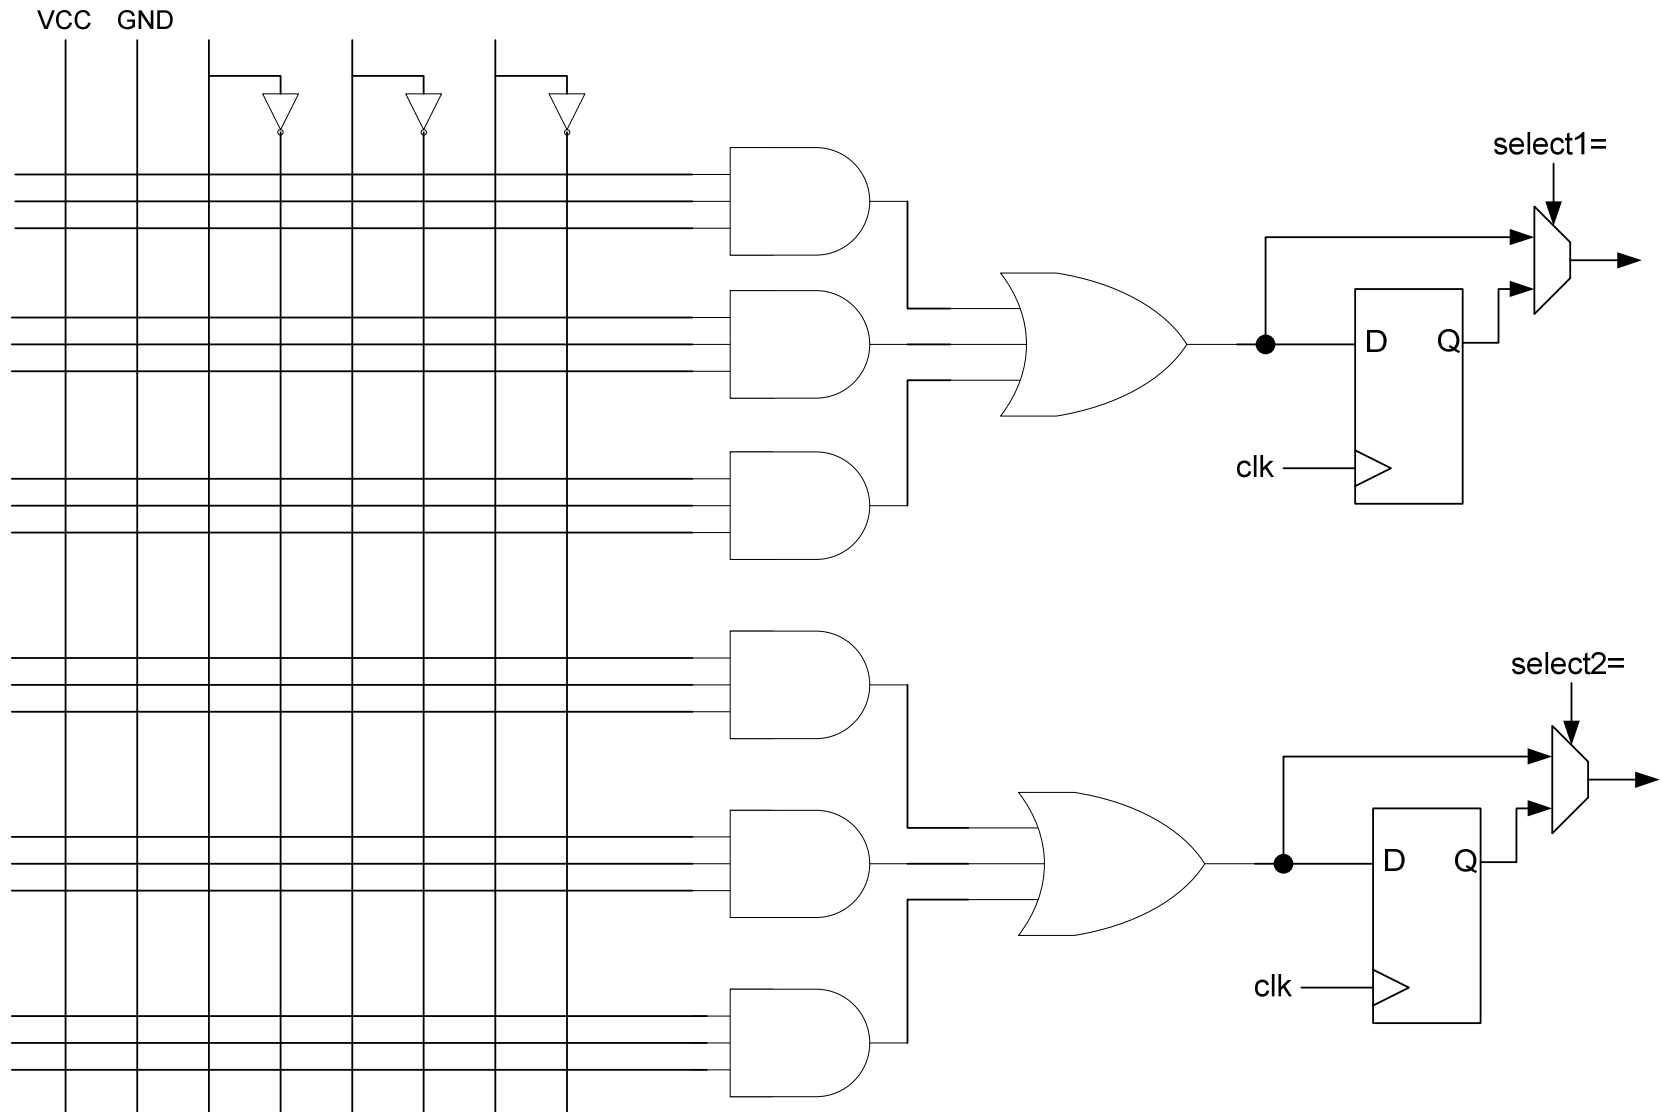 VCC GND
select1=
D Q
clk
select2=
D Q
clk